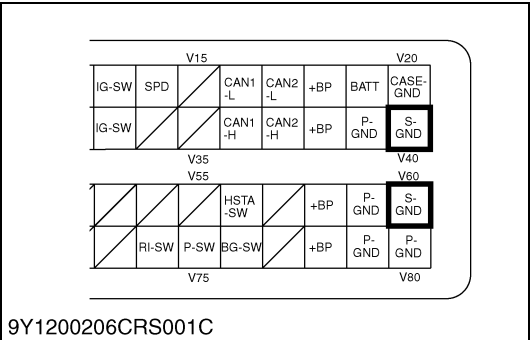 V15 V20
IG-SW SPD CAN1-L CAN2-L +BP BATT CASE-GND
IG-SW CAN1-H CAN2-H +BP P-GND S-GND
V35 V40
V55 V60
HSTA-SW +BP P-GND S-GND
RI-SW P-SW BG-SW +BP P-GND P-GND
V75 V80
9Y1200206CRS001C